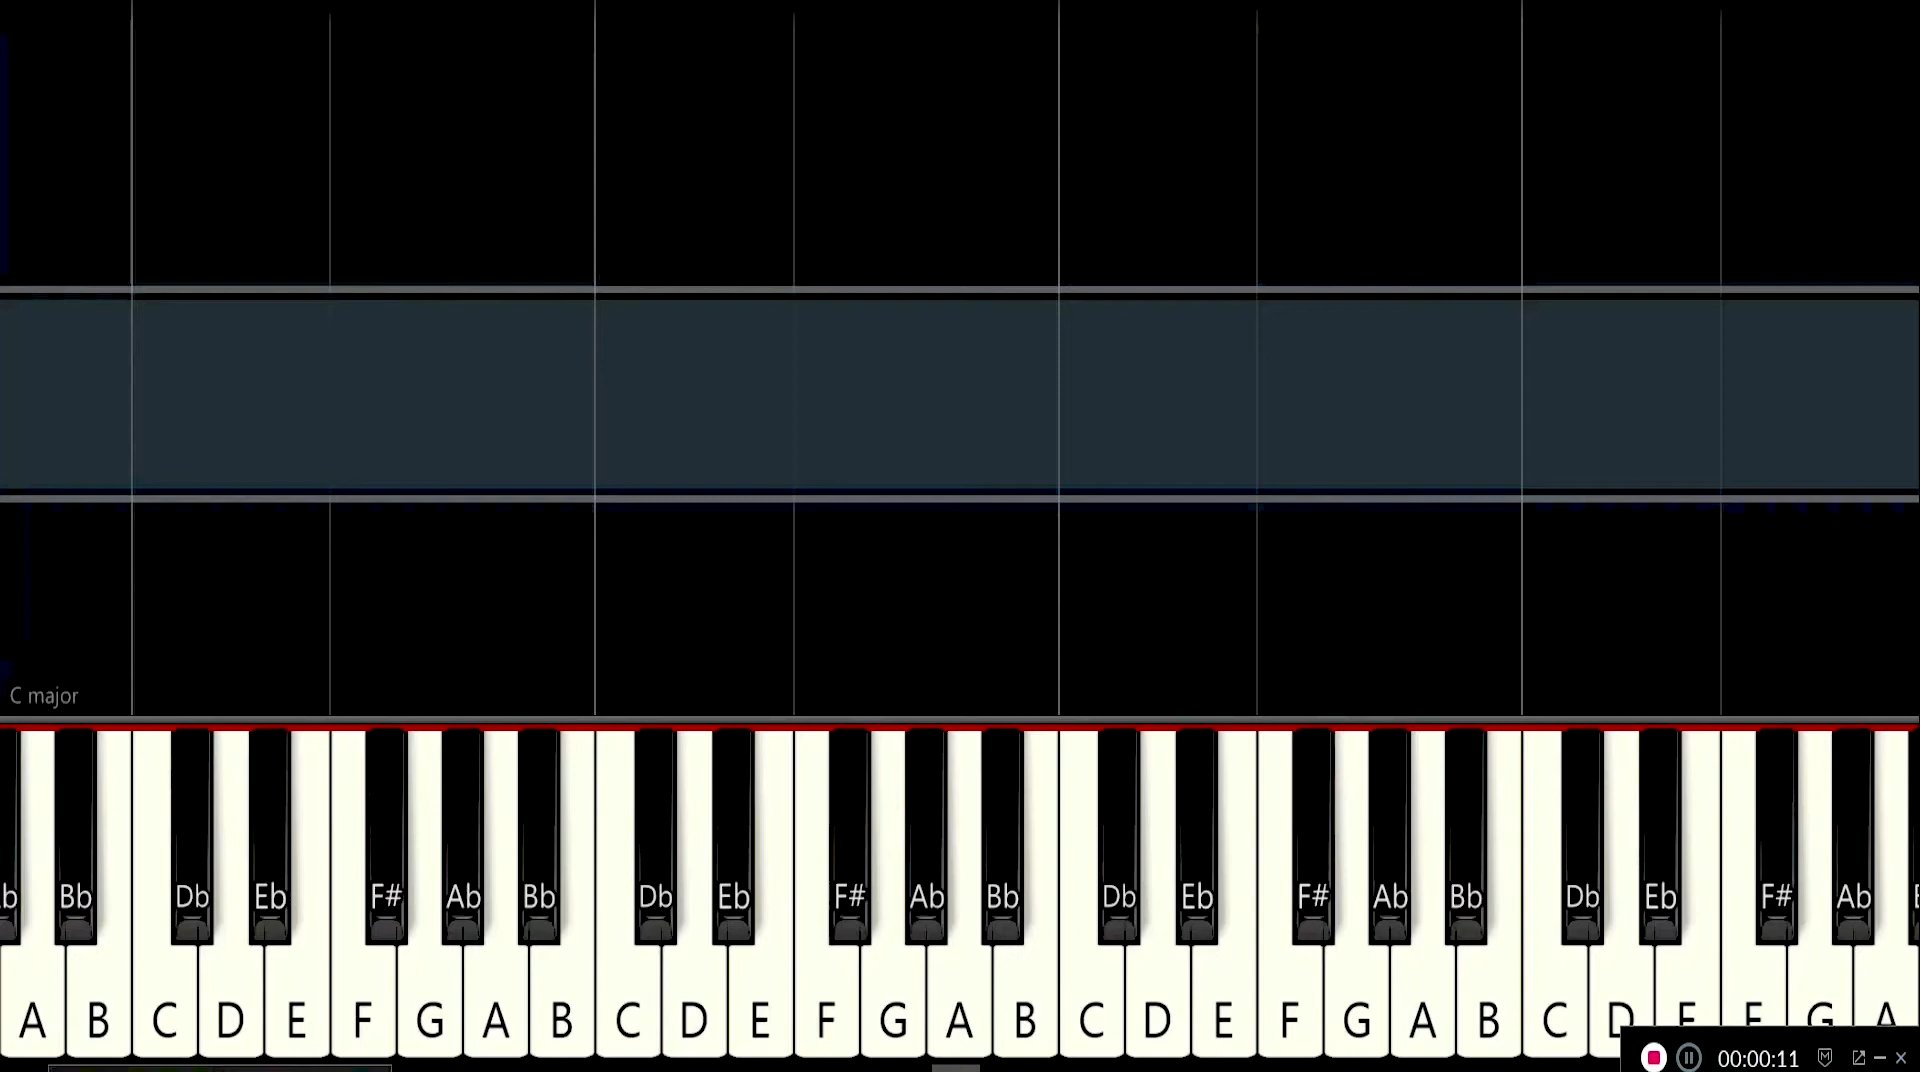 C major
b Bb Db Eb F# Ab Bb Db Eb F# Ab Bb Db Eb F# Ab Bb Db Eb F# Ab
A B C D E F G A B C D E F G A B C D E F G A B C D E F G A
00:00:11